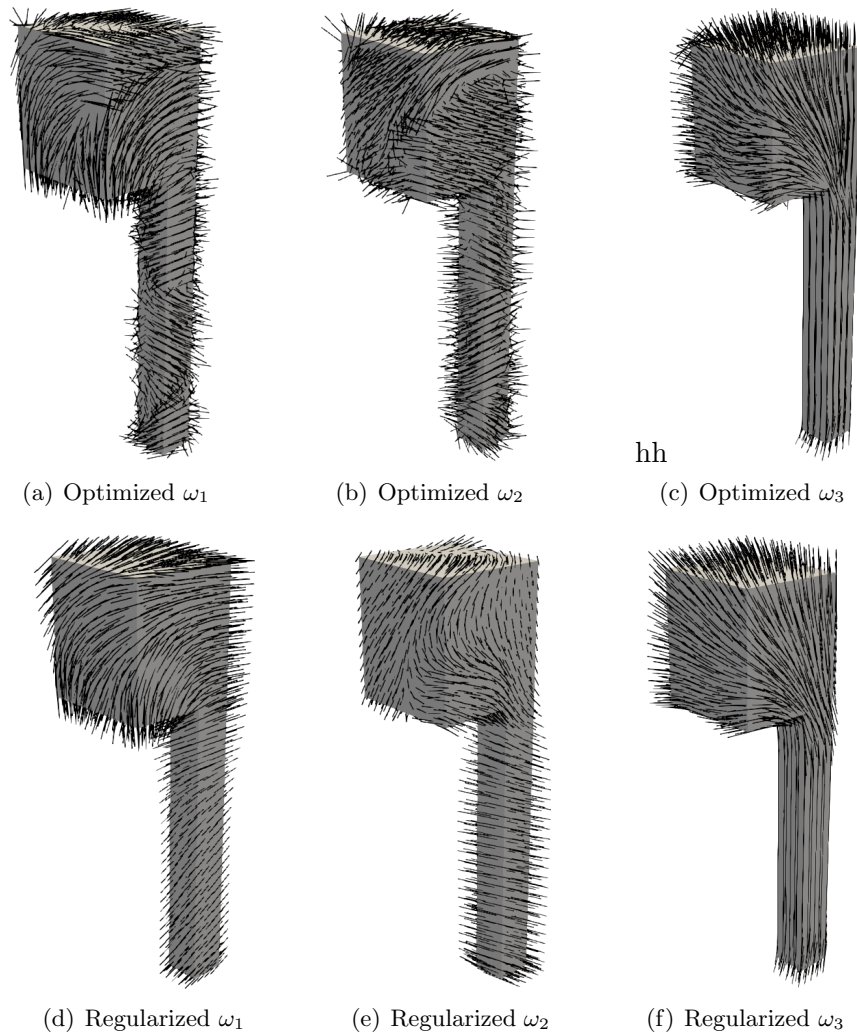 hh
(a) Optimized ω₁
(b) Optimized ω₂
(c) Optimized ω₃
(d) Regularized ω₁
(e) Regularized ω₂
(f) Regularized ω₃